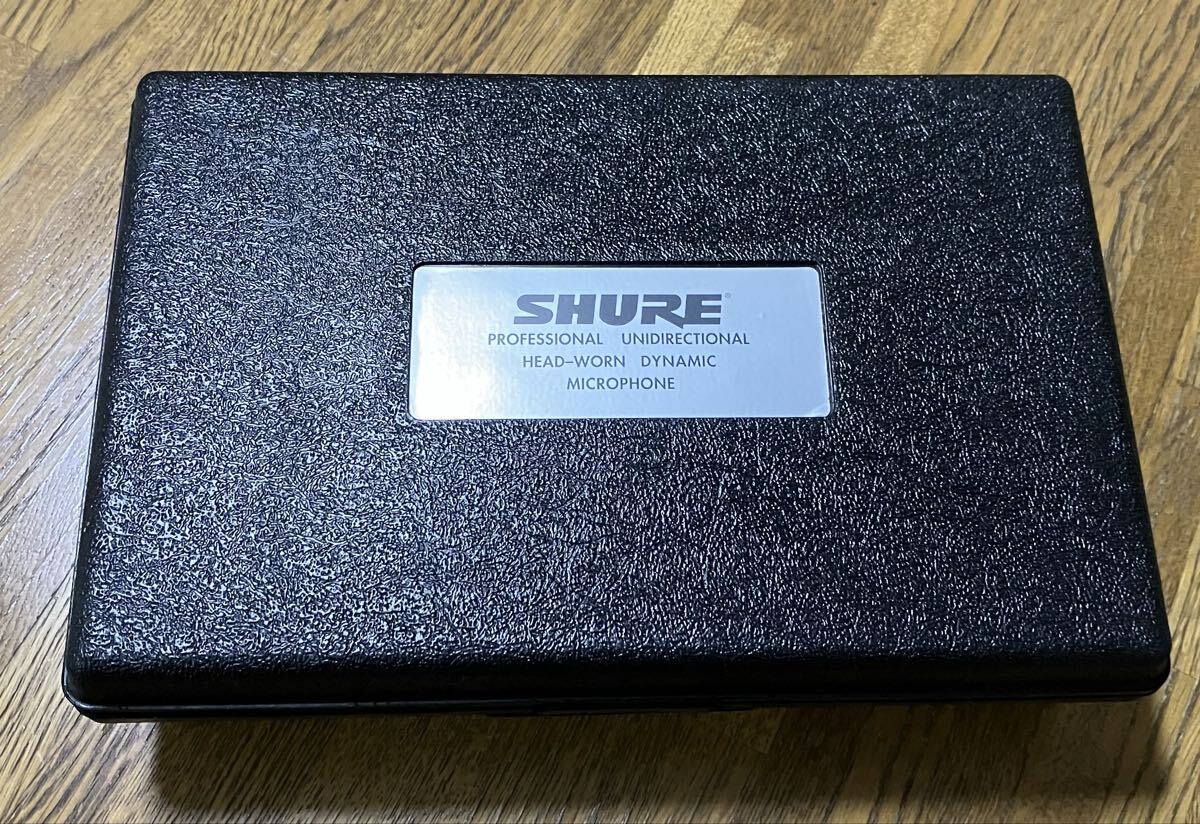 SHURE®
PROFESSIONAL UNIDIRECTIONAL
HEAD-WORN DYNAMIC
MICROPHONE